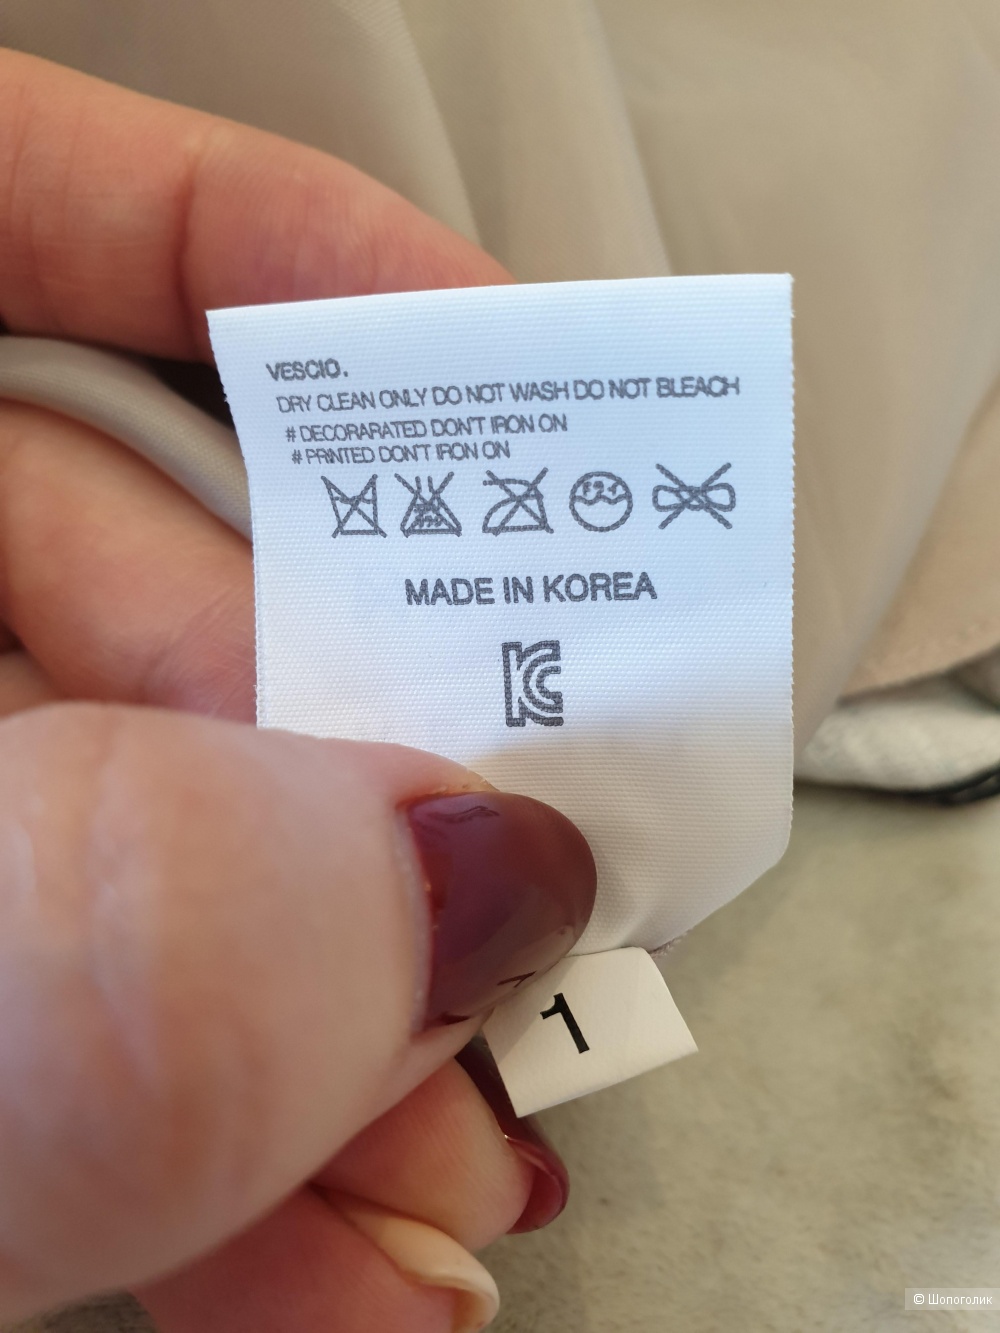 VESCIO.
DRY CLEAN ONLY DO NOT WASH DO NOT BLEACH
# DECORARATED DON'T IRON ON
# PRINTED DON'T IRON ON
MADE IN KOREA
KC
1
© Шопоголик